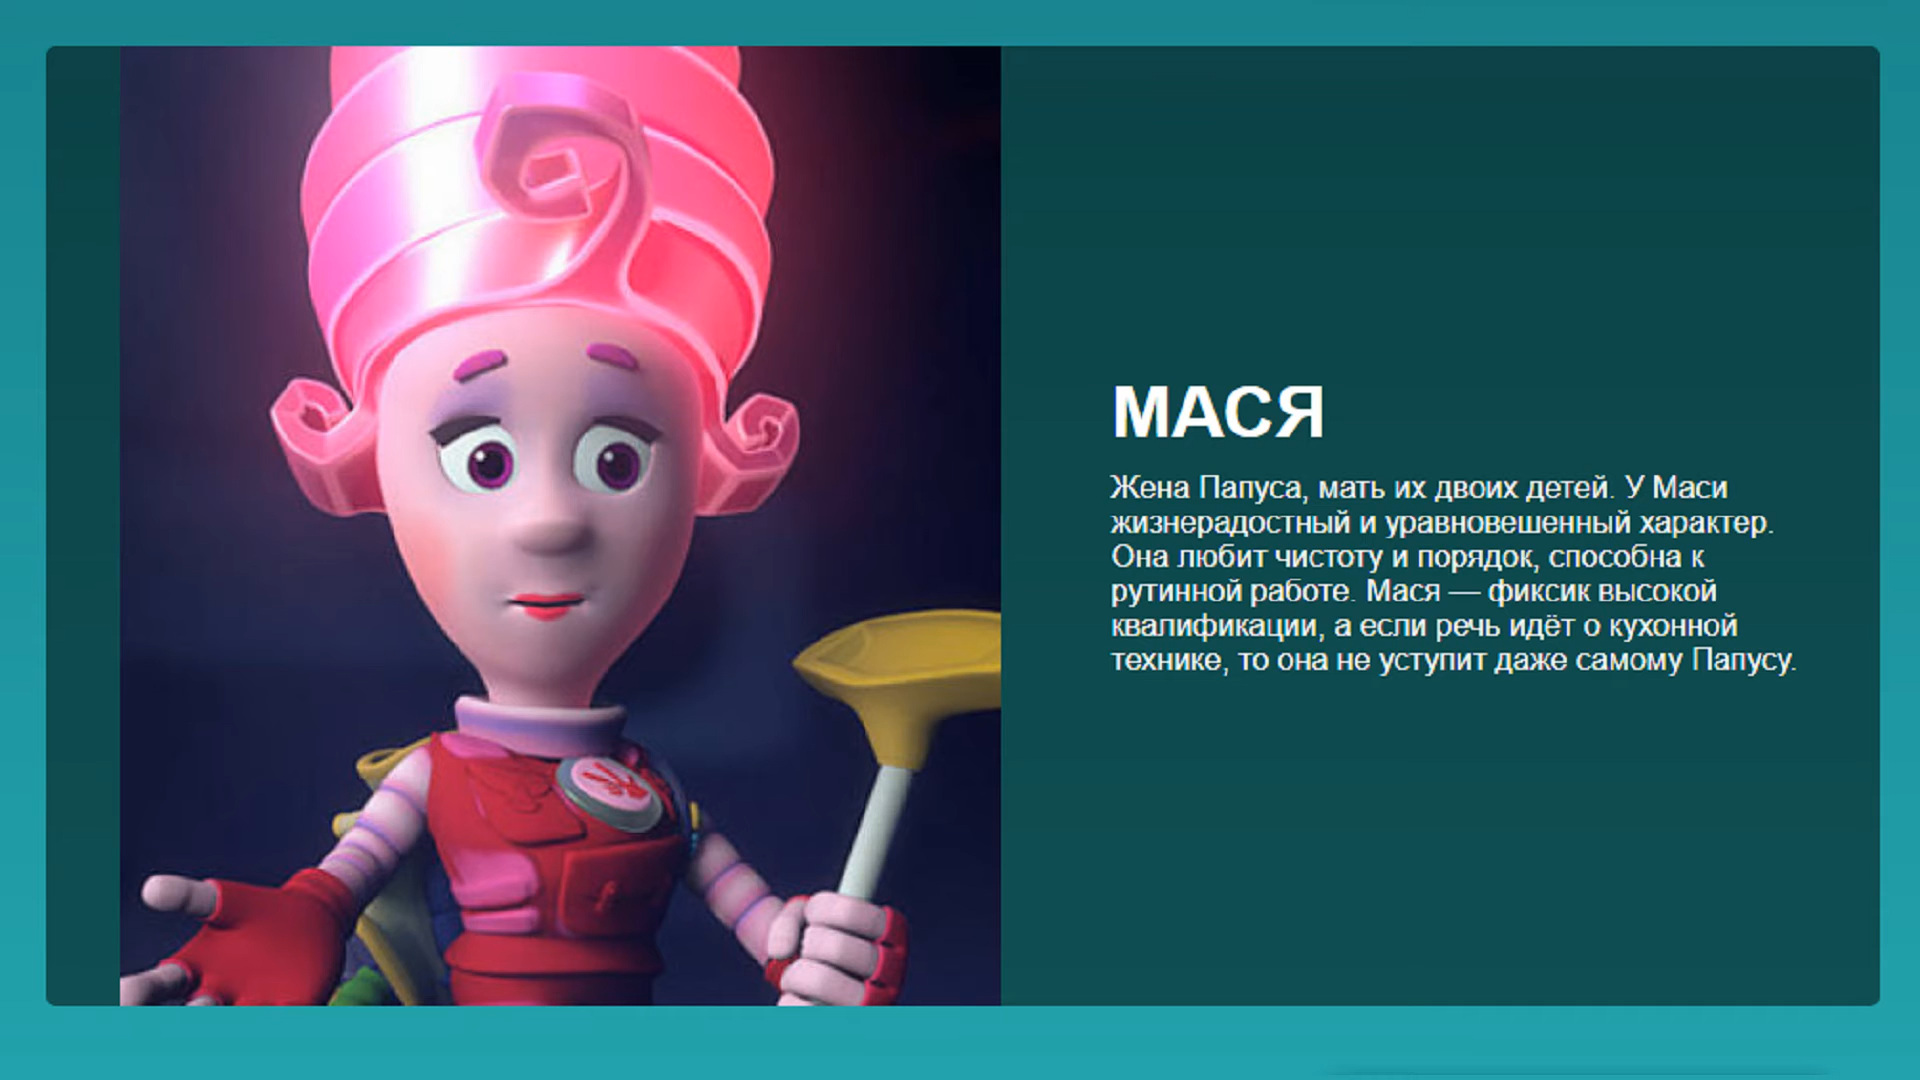 МАСЯ
Жена Папуса, мать их двоих детей. У Маси
жизнерадостный и уравновешенный характер.
Она любит чистоту и порядок, способна к
рутинной работе. Мася — фиксик высокой
квалификации, а если речь идёт о кухонной
технике, то она не уступит даже самому Папусу.